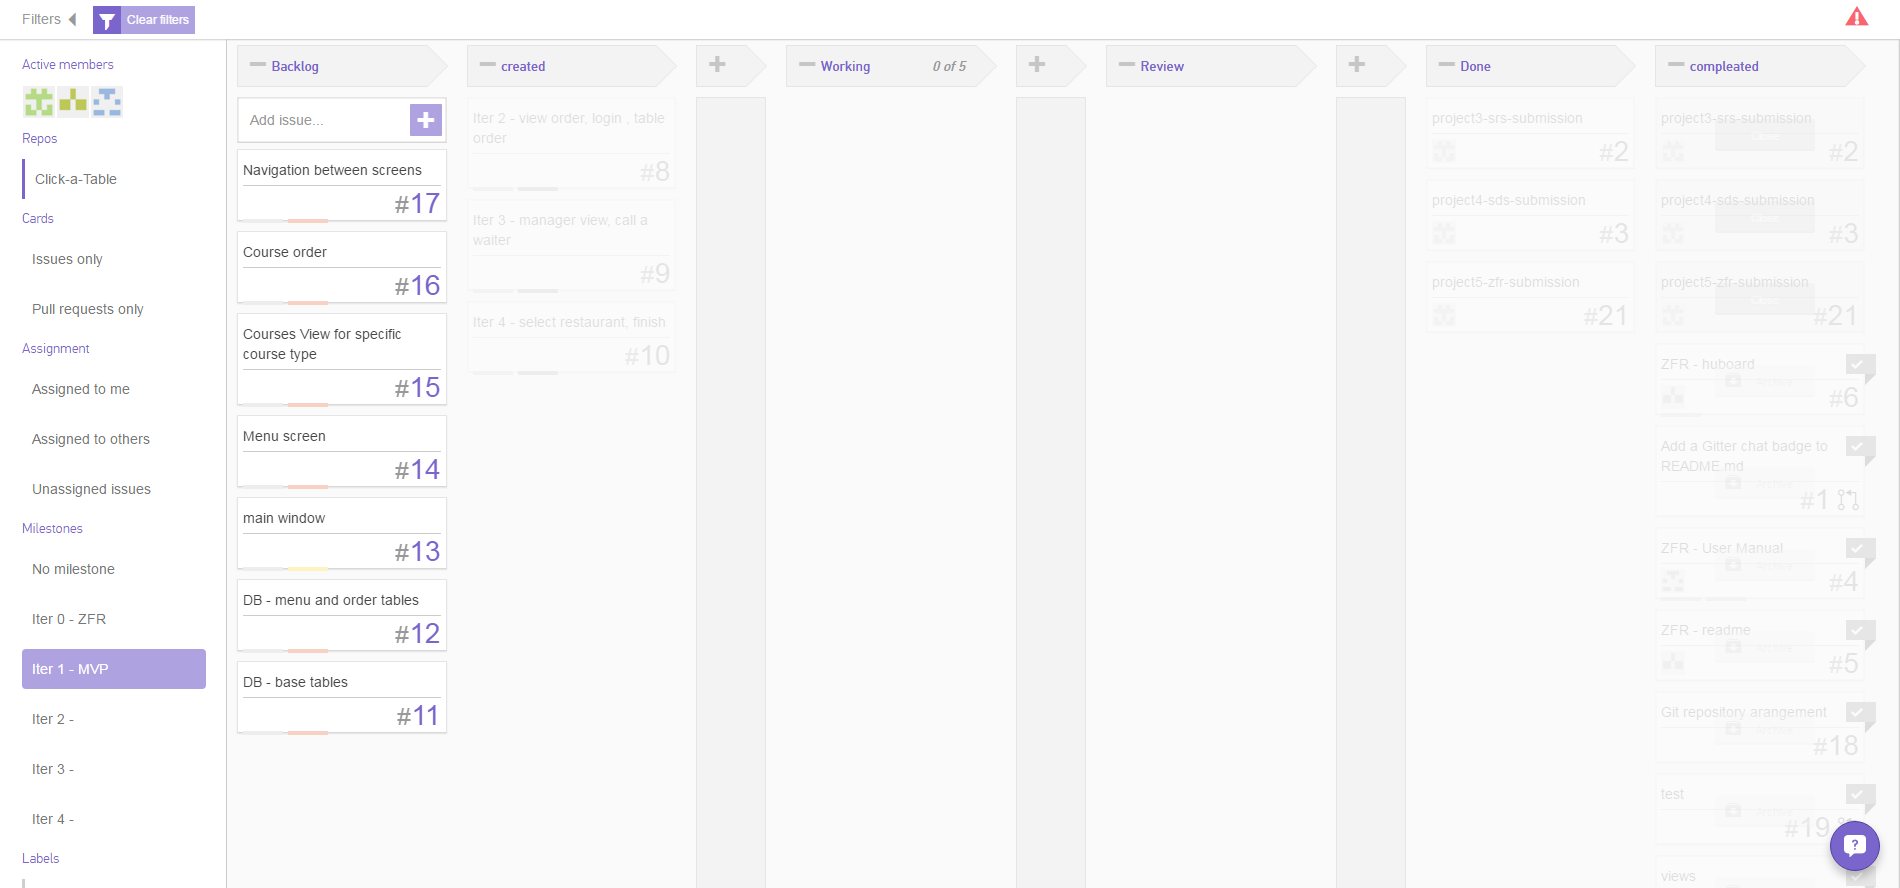 Filters
Clear filters
Active members
Repos
Click-a-Table
Cards
Issues only
Pull requests only
Assignment
Assigned to me
Assigned to others
Unassigned issues
Milestones
No milestone
Iter 0 - ZFR
Iter 1 - MVP
Iter 2 -
Iter 3 -
Iter 4 -
Labels
Backlog
Add issue...
Navigation between screens
#17
Course order
#16
Courses View for specific
course type
#15
Menu screen
#14
main window
#13
DB - menu and order tables
#12
DB - base tables
#11
created
Iter 2 - view order, login , table
order
#8
Iter 3 - manager view, call a
waiter
#9
Iter 4 - select restaurant, finish
#10
Working 0 of 5
Review
Done
project3-srs-submission
#2
project4-sds-submission
#3
project5-zfr-submission
#21
compleated
project3-srs-submission
#2
project4-sds-submission
#3
project5-zfr-submission
#21
ZFR - huboard
#6
Add a Gitter chat badge to
README.md
#1
ZFR - User Manual
#4
ZFR - readme
#5
Git repository arangement
#18
test
#19
views